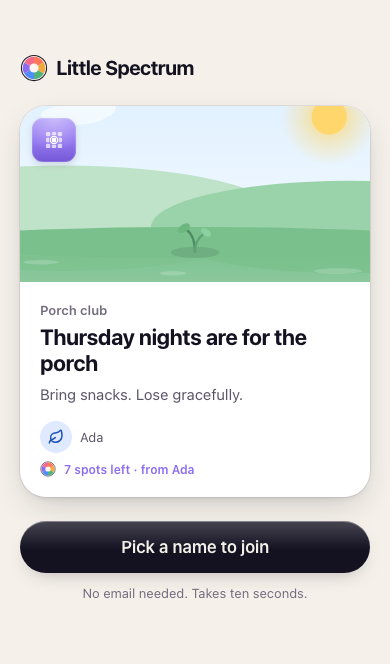 Little Spectrum
Porch club
Thursday nights are for the
porch
Bring snacks. Lose gracefully.
Ada
7 spots left · from Ada
Pick a name to join
No email needed. Takes ten seconds.